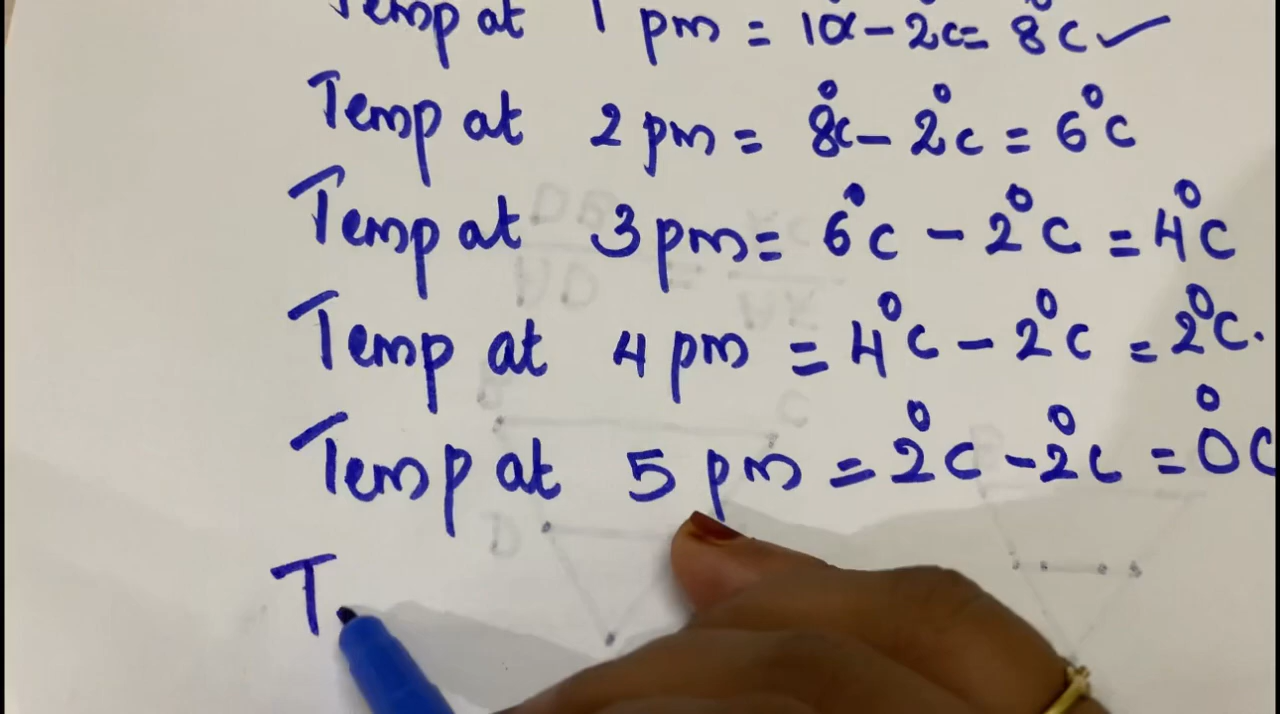 Temp at 1 pm = 10°C - 2°C = 8°C ✓
Temp at 2 pm = 8°C - 2°C = 6°C
Temp at 3 pm = 6°C - 2°C = 4°C
Temp at 4 pm = 4°C - 2°C = 2°C.
Temp at 5 pm = 2°C - 2°C = 0°C
T